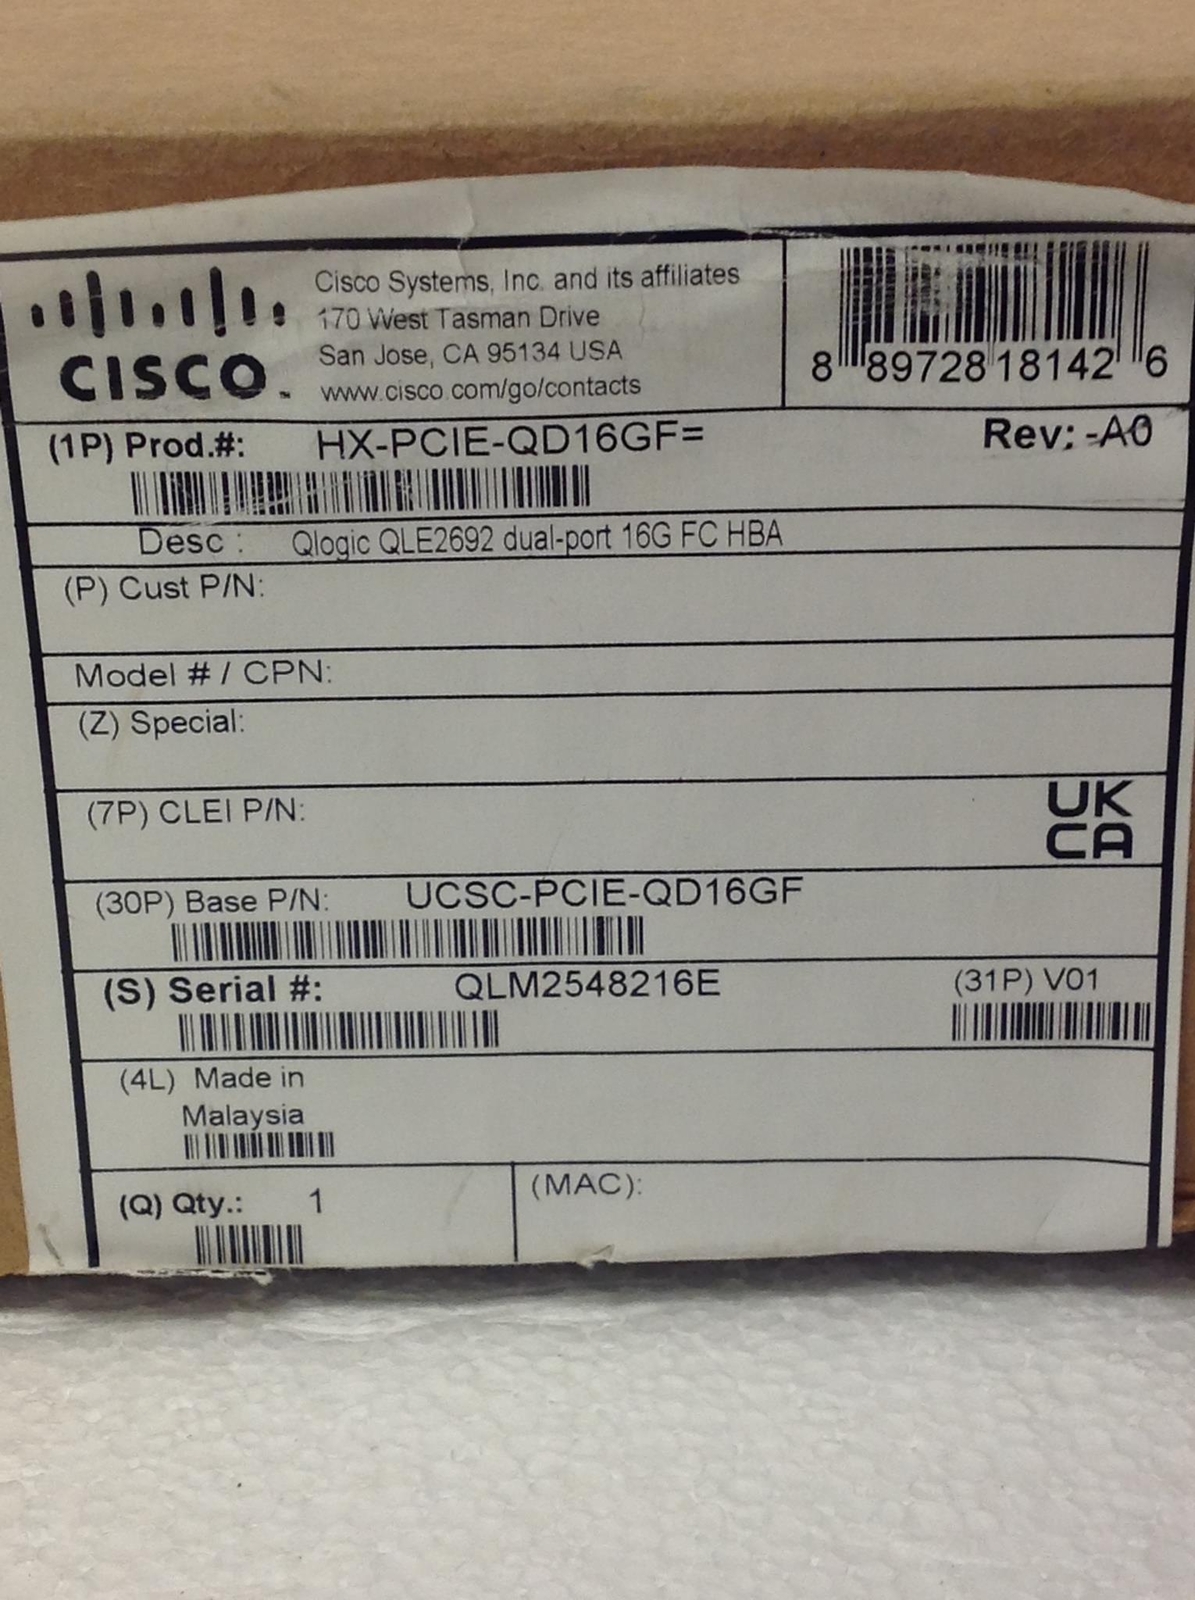 CISCO
Cisco Systems, Inc. and its affiliates
170 West Tasman Drive
San Jose, CA 95134 USA
www.cisco.com/go/contacts
8 89728 18142 6
(1P) Prod.#: HX-PCIE-QD16GF= Rev: -A0
Desc : Qlogic QLE2692 dual-port 16G FC HBA
(P) Cust P/N:
Model # / CPN:
(Z) Special:
(7P) CLEI P/N:
UK
CA
(30P) Base P/N: UCSC-PCIE-QD16GF
(S) Serial #: QLM2548216E (31P) V01
(4L) Made in
Malaysia
(Q) Qty.: 1 (MAC):